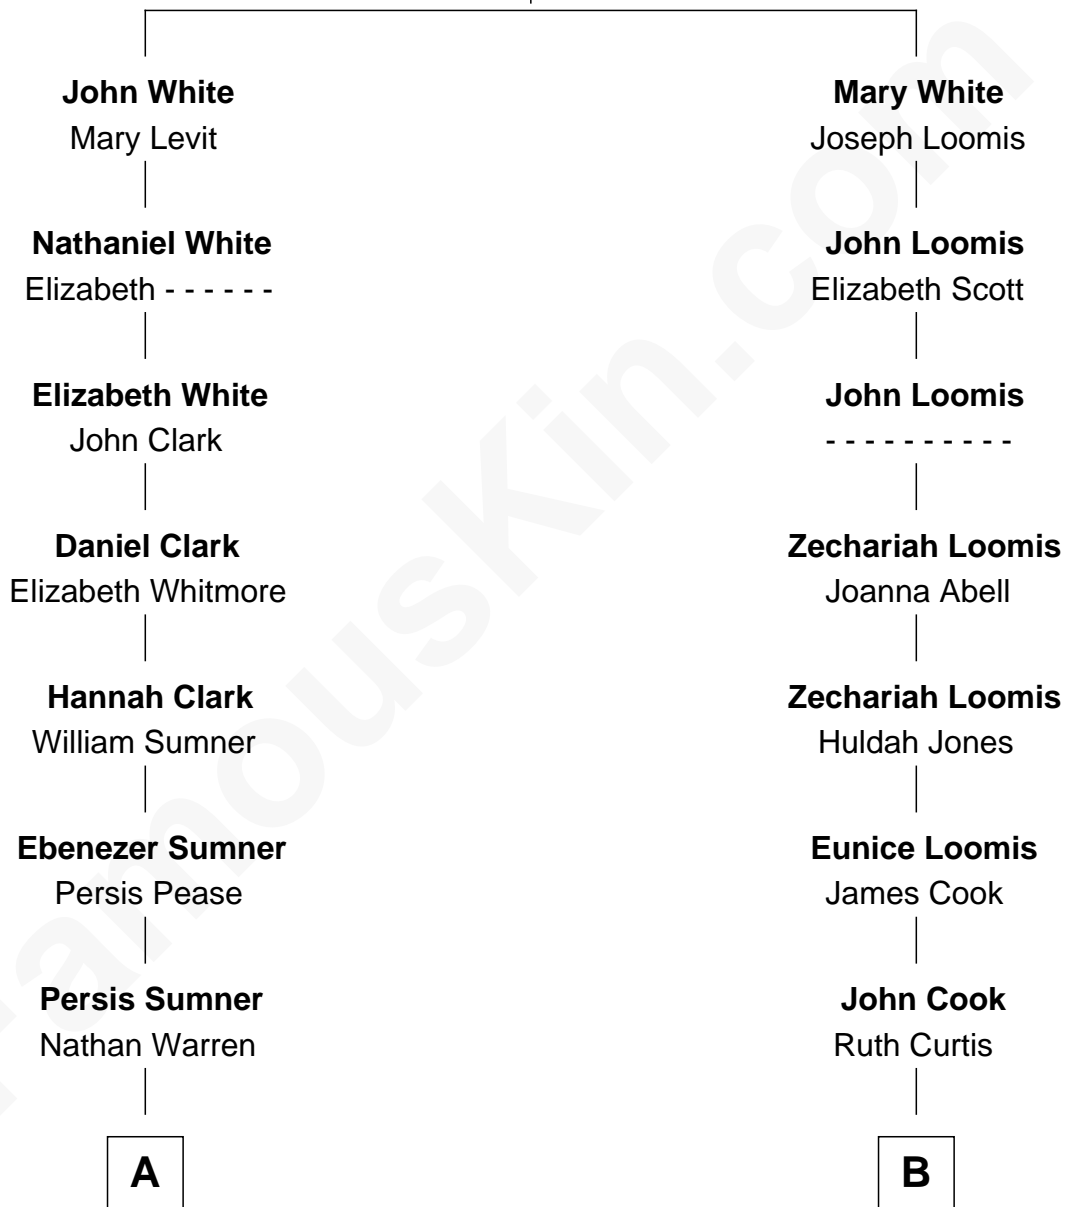 John White
Mary Levit
Nathaniel White
Elizabeth - - - - - -
Elizabeth White
John Clark
Daniel Clark
Elizabeth Whitmore
Hannah Clark
William Sumner
Ebenezer Sumner
Persis Pease
Persis Sumner
Nathan Warren
A
Mary White
Joseph Loomis
John Loomis
Elizabeth Scott
John Loomis
- - - - - - - - - -
Zechariah Loomis
Joanna Abell
Zechariah Loomis
Huldah Jones
Eunice Loomis
James Cook
John Cook
Ruth Curtis
B
FamousKin.com